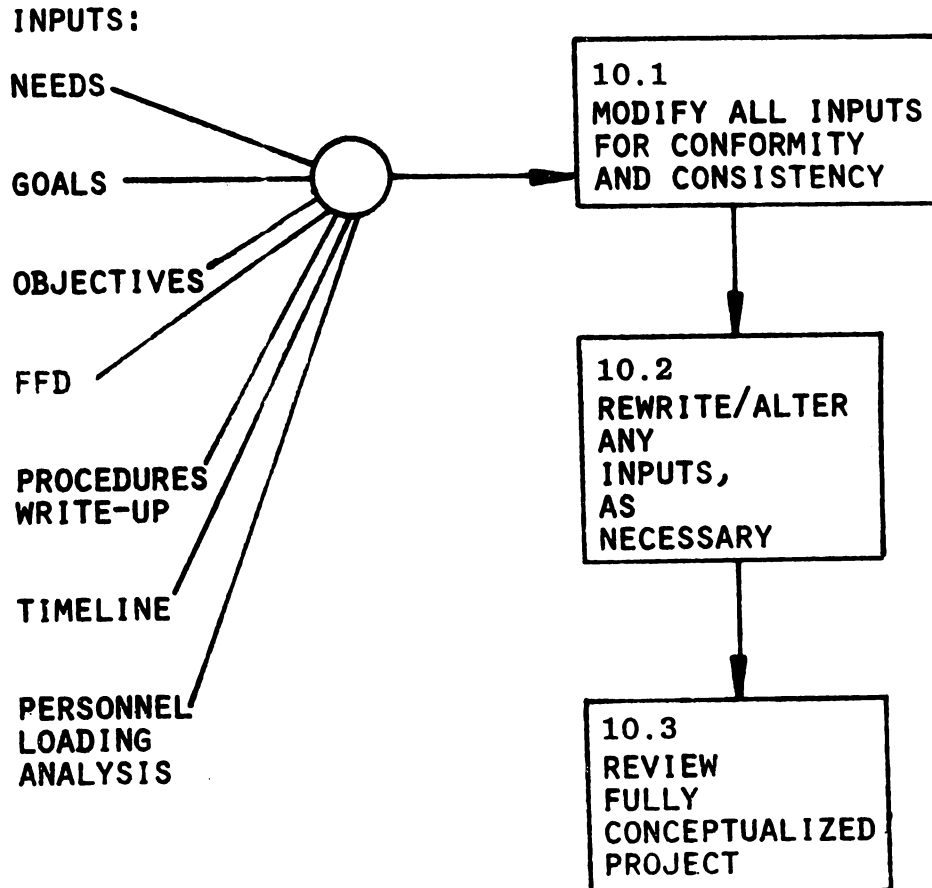 INPUTS:
NEEDS
GOALS
OBJECTIVES
FFD
PROCEDURES
WRITE-UP
TIMELINE
PERSONNEL
LOADING
ANALYSIS
10.1
MODIFY ALL INPUTS
FOR CONFORMITY
AND CONSISTENCY
10.2
REWRITE/ALTER
ANY
INPUTS,
AS
NECESSARY
10.3
REVIEW
FULLY
CONCEPTUALIZED
PROJECT